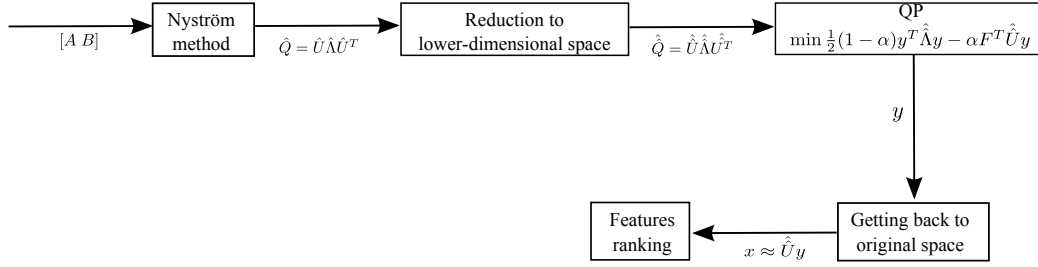 [A B]
Nyström
method
Q̂ = ÛΛ̂Û^T
Reduction to
lower-dimensional space
Q̂̂ = Û̂Λ̂̂Û̂^T
QP
min ½(1 − α)y^T Λ̂̂y − αF^T Û̂y
y
Getting back to
original space
x ≈ Û̂y
Features
ranking